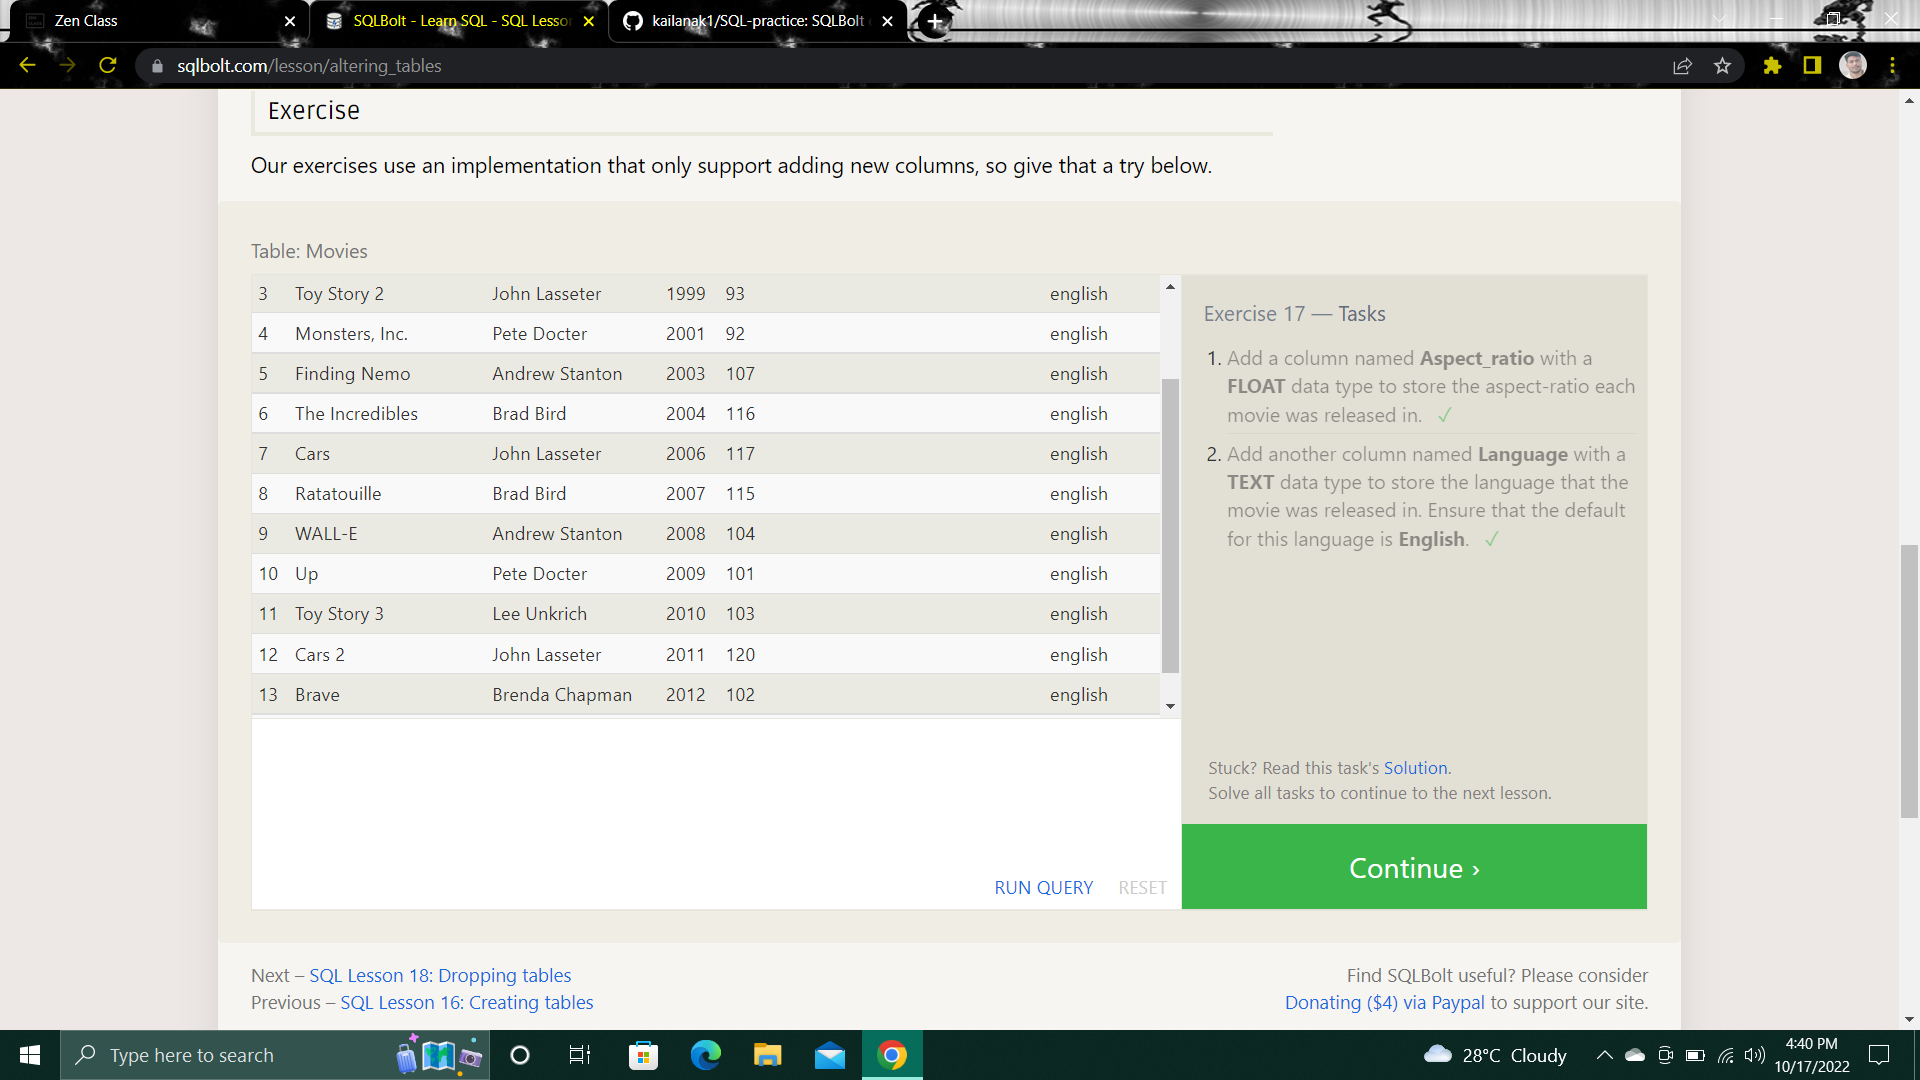 Zen Class
SQLBolt - Learn SQL - SQL Lesson
kailanak1/SQL-practice: SQLBolt
sqlbolt.com/lesson/altering_tables
Exercise
Our exercises use an implementation that only support adding new columns, so give that a try below.
Table: Movies
3 Toy Story 2 John Lasseter 1999 93 english
4 Monsters, Inc. Pete Docter 2001 92 english
5 Finding Nemo Andrew Stanton 2003 107 english
6 The Incredibles Brad Bird 2004 116 english
7 Cars John Lasseter 2006 117 english
8 Ratatouille Brad Bird 2007 115 english
9 WALL-E Andrew Stanton 2008 104 english
10 Up Pete Docter 2009 101 english
11 Toy Story 3 Lee Unkrich 2010 103 english
12 Cars 2 John Lasseter 2011 120 english
13 Brave Brenda Chapman 2012 102 english
RUN QUERY RESET
Exercise 17 — Tasks
1. Add a column named Aspect_ratio with a
FLOAT data type to store the aspect-ratio each
movie was released in. ✓
2. Add another column named Language with a
TEXT data type to store the language that the
movie was released in. Ensure that the default
for this language is English. ✓
Stuck? Read this task's Solution.
Solve all tasks to continue to the next lesson.
Continue ›
Next – SQL Lesson 18: Dropping tables
Previous – SQL Lesson 16: Creating tables
Find SQLBolt useful? Please consider
Donating ($4) via Paypal to support our site.
Type here to search
28°C Cloudy
4:40 PM
10/17/2022